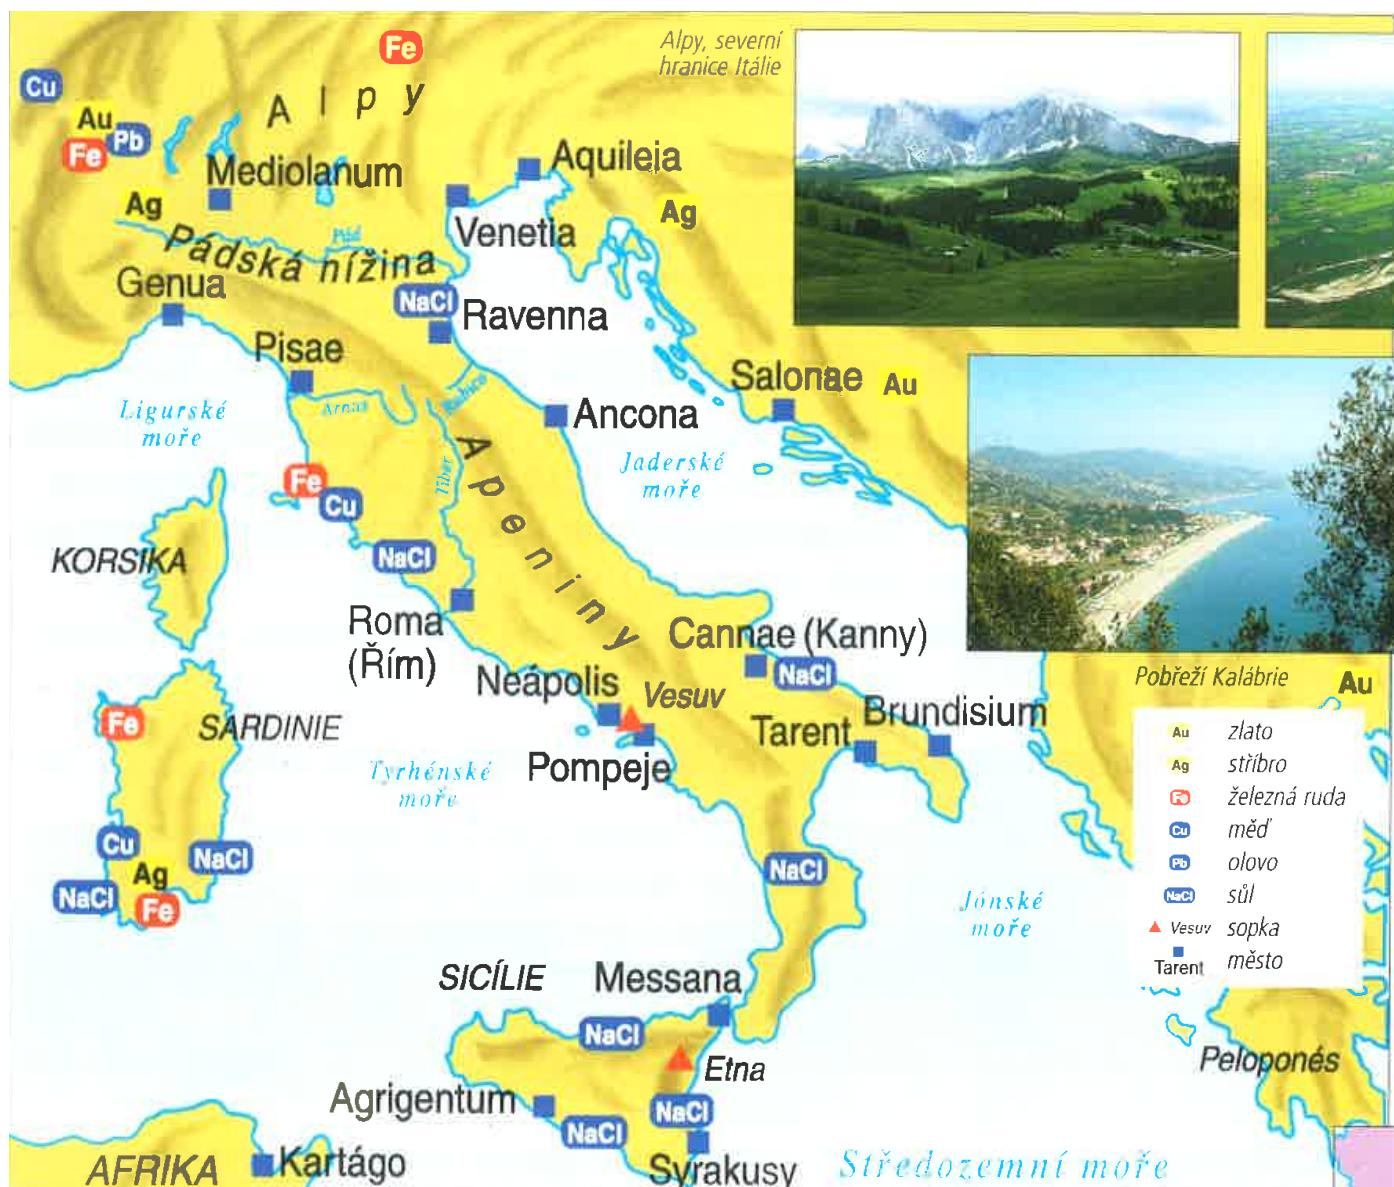 Alpy, severní
hranice Itálie
Fe
Cu
Alpy
Au
Pb
Fe
Mediolanum
Aquileja
Ag
Ag
Venetia
Pád
Pádská nížina
Genua
NaCl
Ravenna
Pisae
Salonae
Au
Rubico
Arnus
Ligurské
moře
Ancona
Apeniny
Jaderské
moře
Tiber
Fe
Cu
KORSIKA
NaCl
Roma
(Řím)
Cannae (Kanny)
NaCl
Neápolis
Vesuv
Pobřeží Kalábrie
Au
Fe
SARDINIE
Tarent
Brundisium
Tyrhénské
moře
Pompeje
Au zlato
Ag stříbro
Fe železná ruda
Cu měď
Pb olovo
NaCl sůl
Vesuv sopka
Tarent město
Cu
NaCl
Ag
NaCl
Fe
NaCl
Jónské
moře
SICÍLIE
Messana
NaCl
Etna
Peloponés
Agrigentum
NaCl
NaCl
AFRIKA
Kartágo
Syrakusy
Středozemní moře